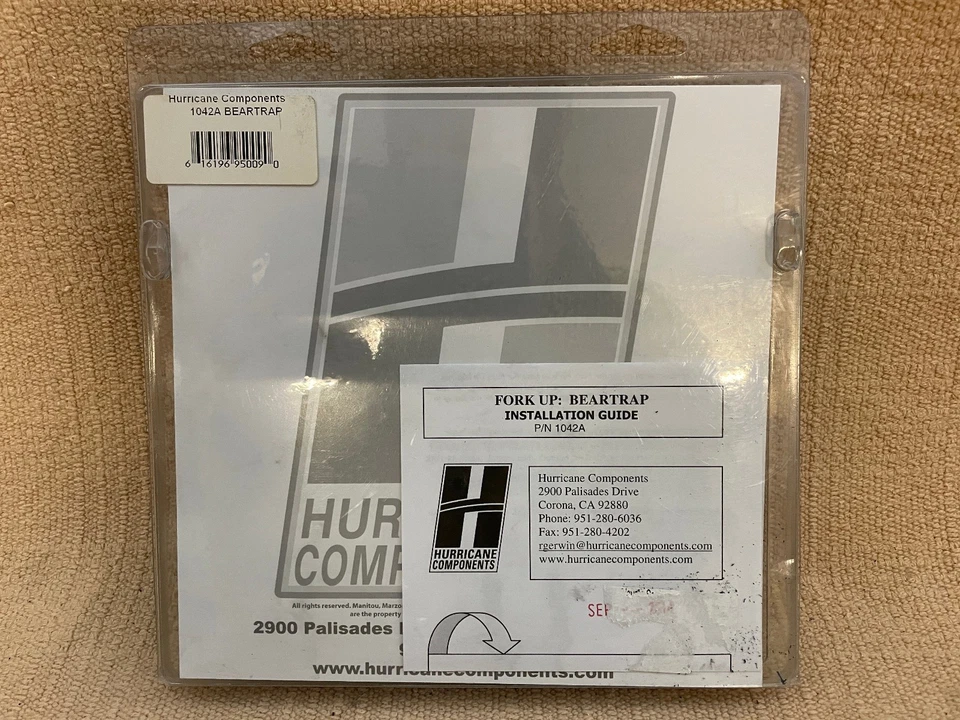 Hurricane Components
1042A BEARTRAP
6 16196 95009 0
FORK UP: BEARTRAP
INSTALLATION GUIDE
P/N 1042A
Hurricane Components
2900 Palisades Drive
Corona, CA 92880
Phone: 951-280-6036
Fax: 951-280-4202
rgerwin@hurricanecomponents.com
www.hurricanecomponents.com
HURRICANE
COMPONENTS
SEP
HUR
COMP
All rights reserved. Manitou, Marzo
are the property
2900 Palisades
www.hurricanecomponents.com